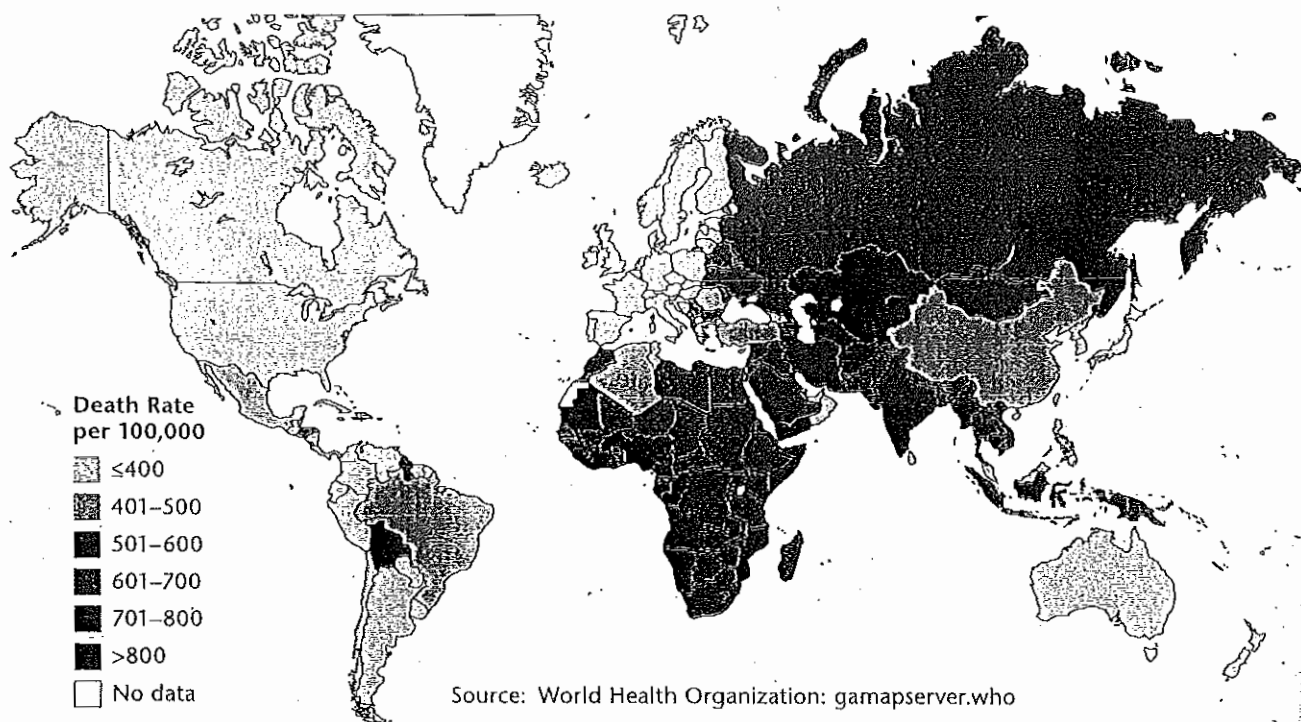 Death Rate
per 100,000
≤400
401–500
501–600
601–700
701–800
>800
No data
Source: World Health Organization: gamapserver.who